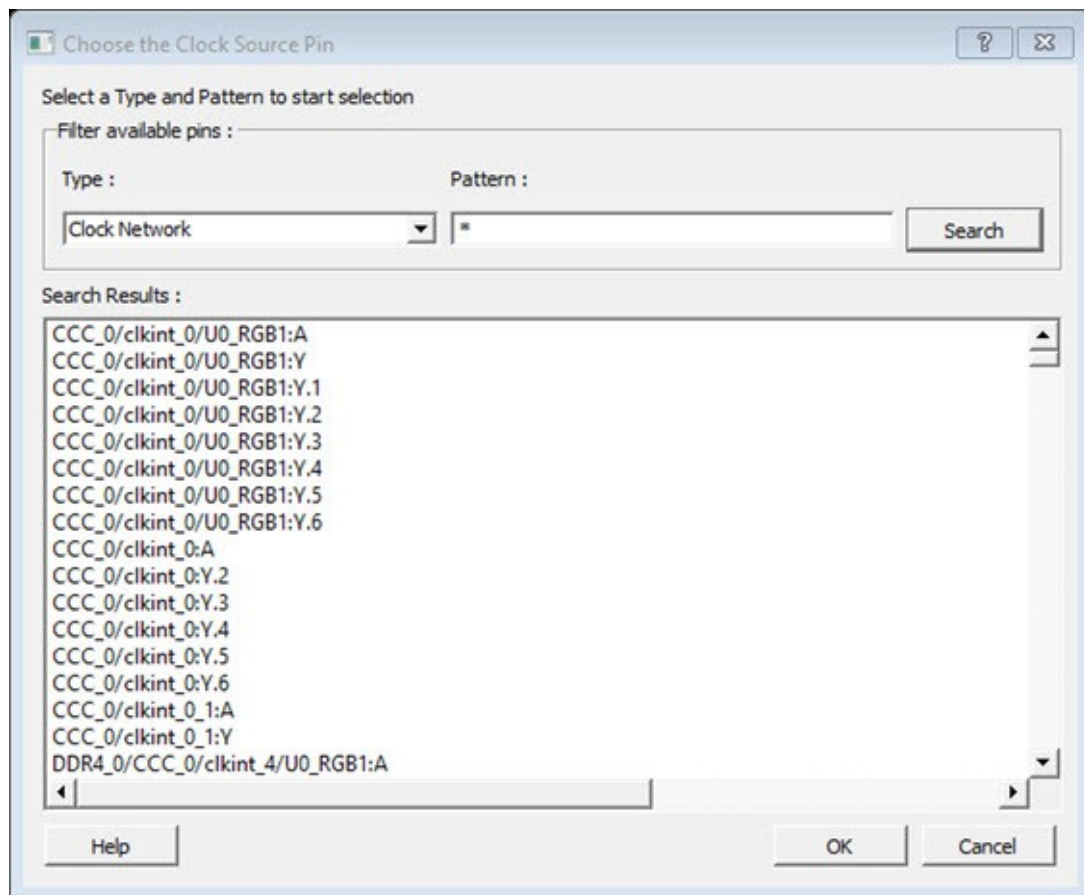 Choose the Clock Source Pin
Select a Type and Pattern to start selection
Filter available pins :
Type : Pattern :
Clock Network * Search
Search Results :
CCC_0/clkint_0/U0_RGB1:A
CCC_0/clkint_0/U0_RGB1:Y
CCC_0/clkint_0/U0_RGB1:Y.1
CCC_0/clkint_0/U0_RGB1:Y.2
CCC_0/clkint_0/U0_RGB1:Y.3
CCC_0/clkint_0/U0_RGB1:Y.4
CCC_0/clkint_0/U0_RGB1:Y.5
CCC_0/clkint_0/U0_RGB1:Y.6
CCC_0/clkint_0:A
CCC_0/clkint_0:Y.2
CCC_0/clkint_0:Y.3
CCC_0/clkint_0:Y.4
CCC_0/clkint_0:Y.5
CCC_0/clkint_0:Y.6
CCC_0/clkint_0_1:A
CCC_0/clkint_0_1:Y
DDR4_0/CCC_0/clkint_4/U0_RGB1:A
Help OK Cancel